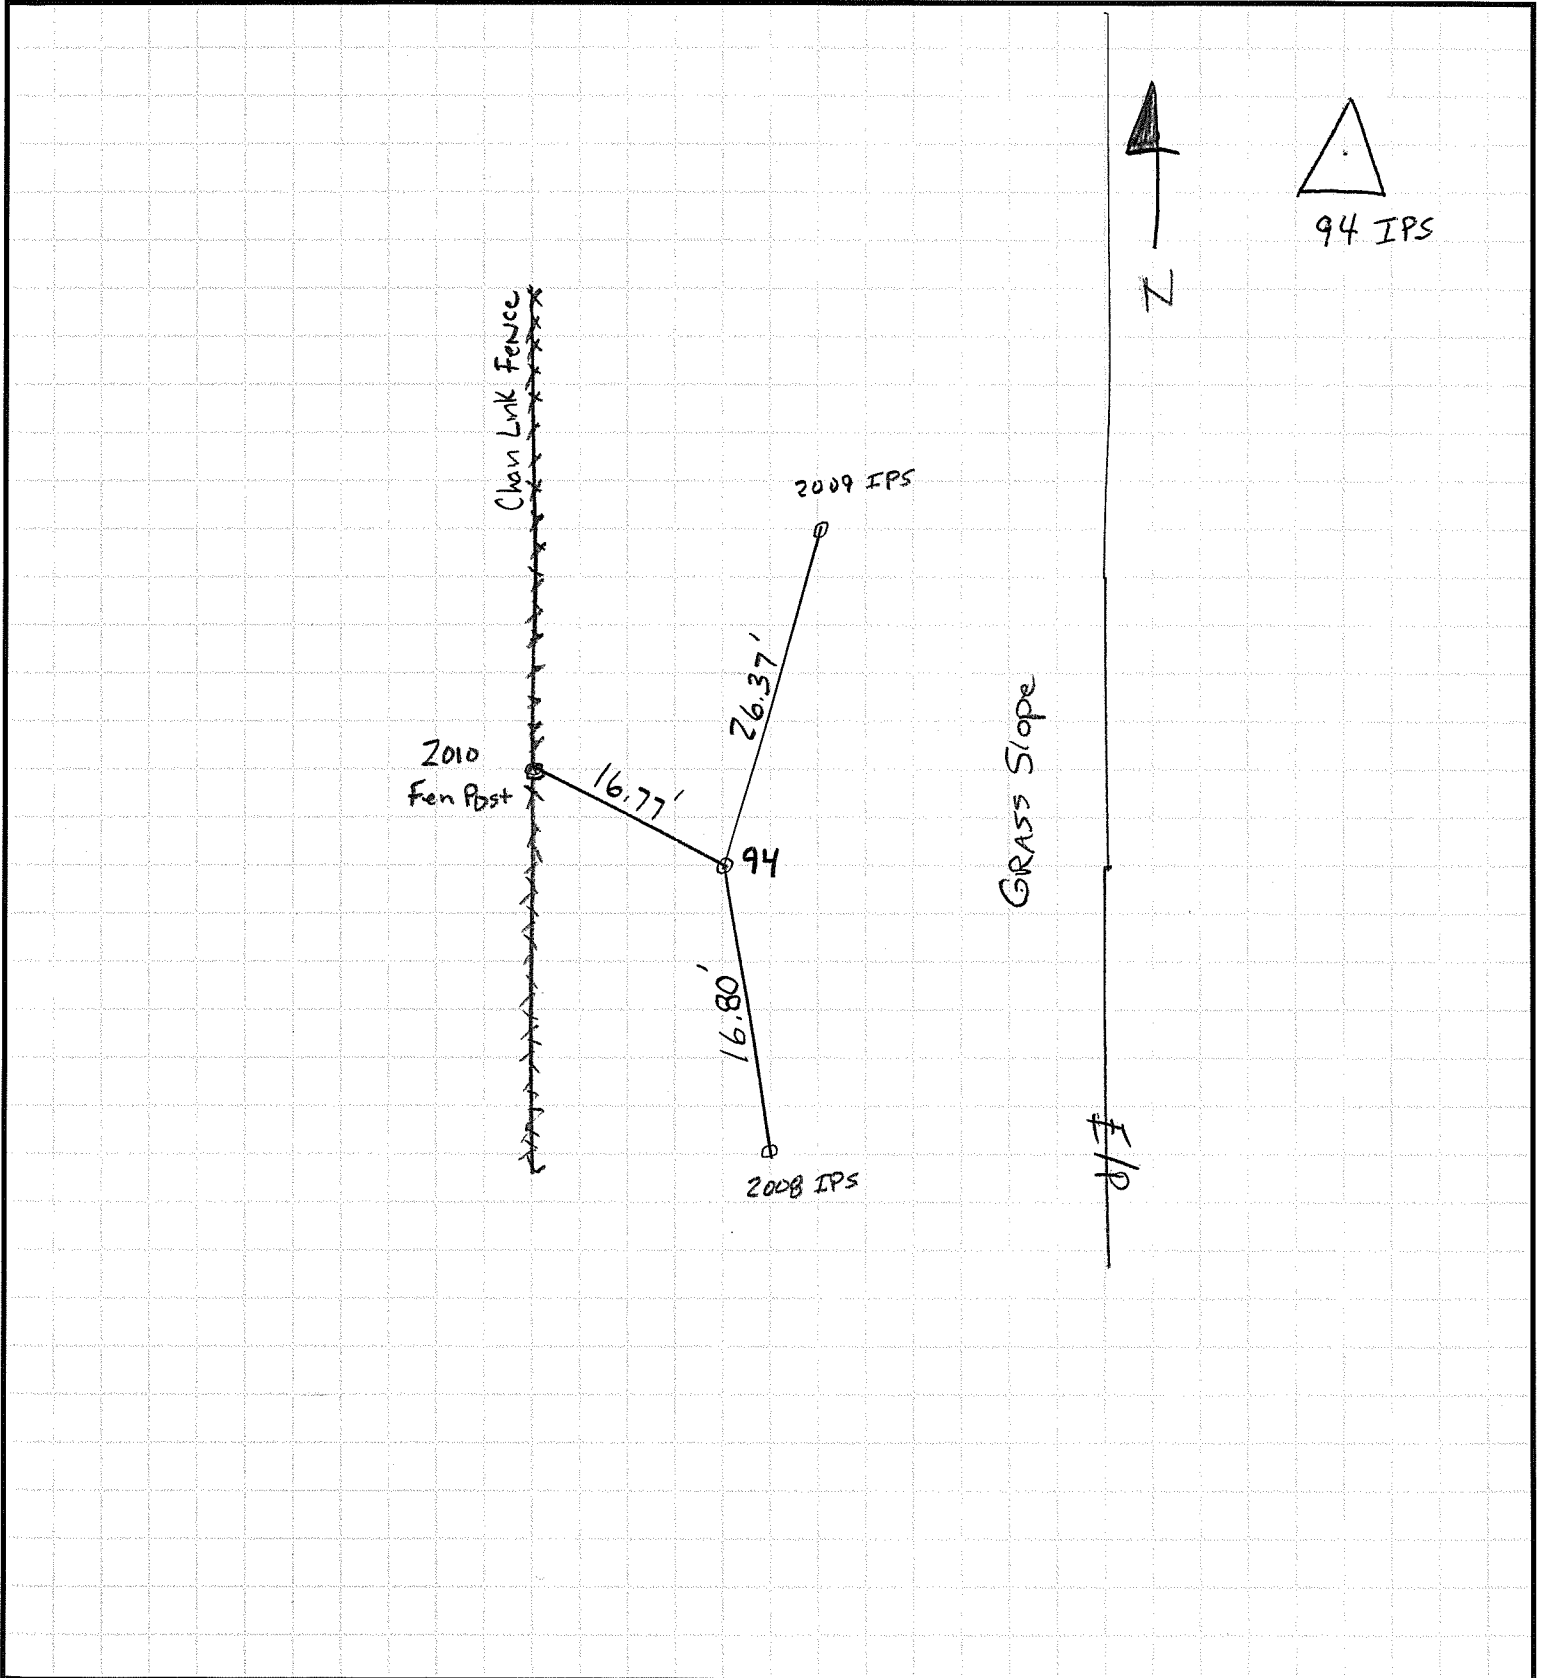 94 IPS
N
Chan Link Fence
2009 IPS
26.37'
2010
Fen Post
16.77'
94
GRASS Slope
16.80'
E/P
2008 IPS